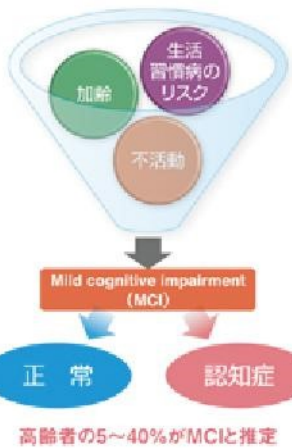 加齢
生活
習慣病の
リスク
不活動
Mild cognitive impairment
(MCI)
正 常
認知症
高齢者の5～40%がMCIと推定